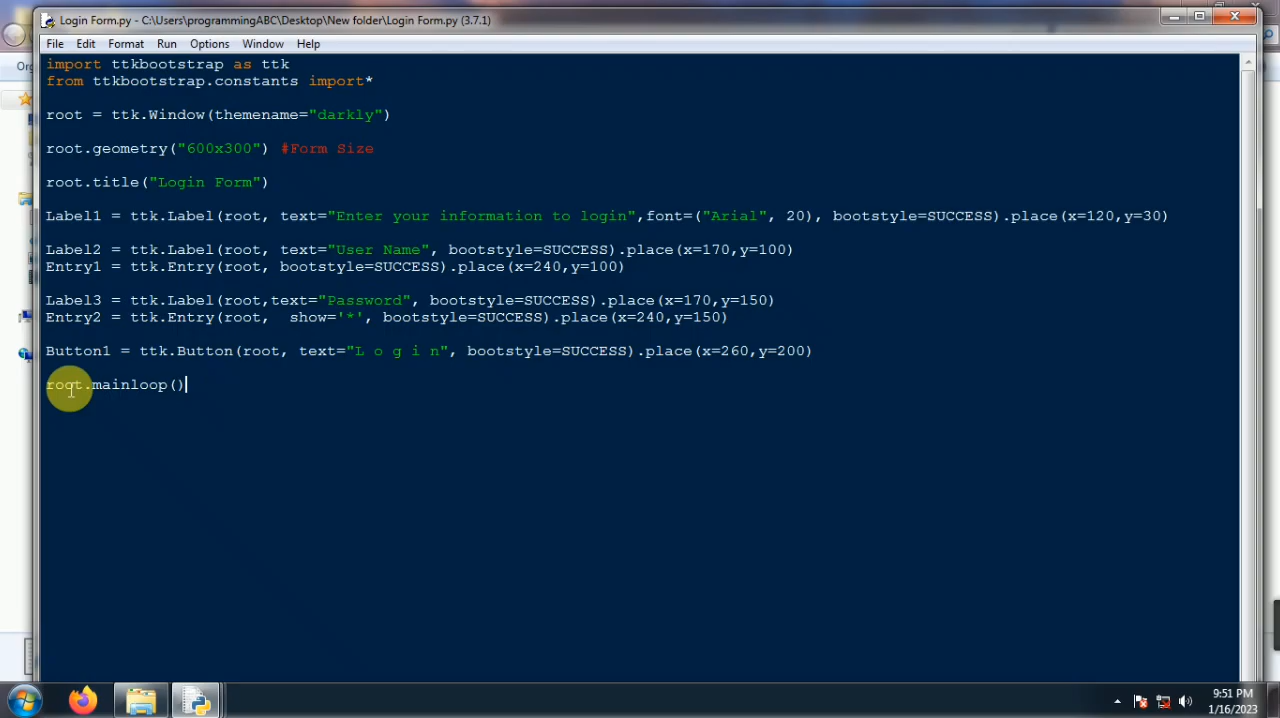 Login Form.py - C:\Users\programmingABC\Desktop\New folder\Login Form.py (3.7.1)
File Edit Format Run Options Window Help
import ttkbootstrap as ttk
from ttkbootstrap.constants import*
root = ttk.Window(themename="darkly")
root.geometry("600x300") #Form Size
root.title("Login Form")
Label1 = ttk.Label(root, text="Enter your information to login",font=("Arial", 20), bootstyle=SUCCESS).place(x=120,y=30)
Label2 = ttk.Label(root, text="User Name", bootstyle=SUCCESS).place(x=170,y=100)
Entry1 = ttk.Entry(root, bootstyle=SUCCESS).place(x=240,y=100)
Label3 = ttk.Label(root,text="Password", bootstyle=SUCCESS).place(x=170,y=150)
Entry2 = ttk.Entry(root,  show='*', bootstyle=SUCCESS).place(x=240,y=150)
Button1 = ttk.Button(root, text="L o g i n", bootstyle=SUCCESS).place(x=260,y=200)
root.mainloop()
9:51 PM
1/16/2023